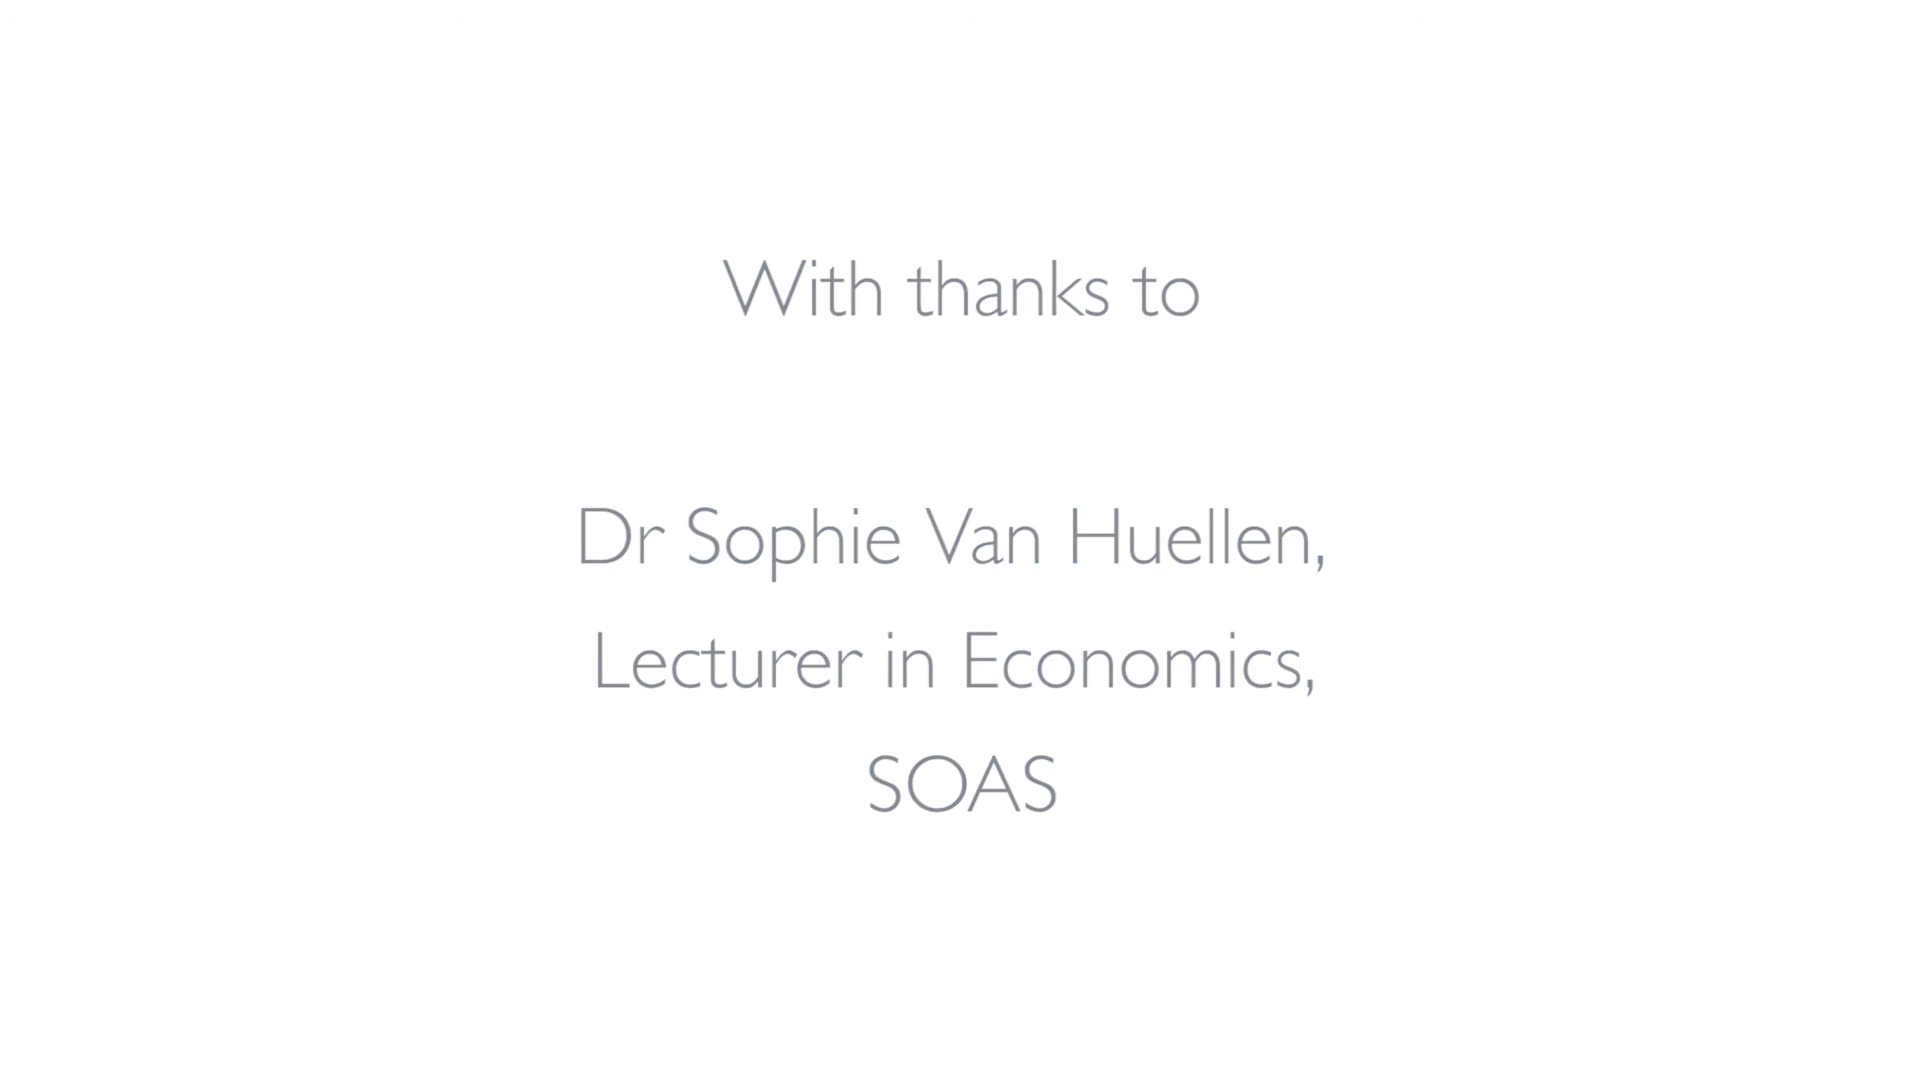 With thanks to
Dr Sophie Van Huellen,
Lecturer in Economics,
SOAS